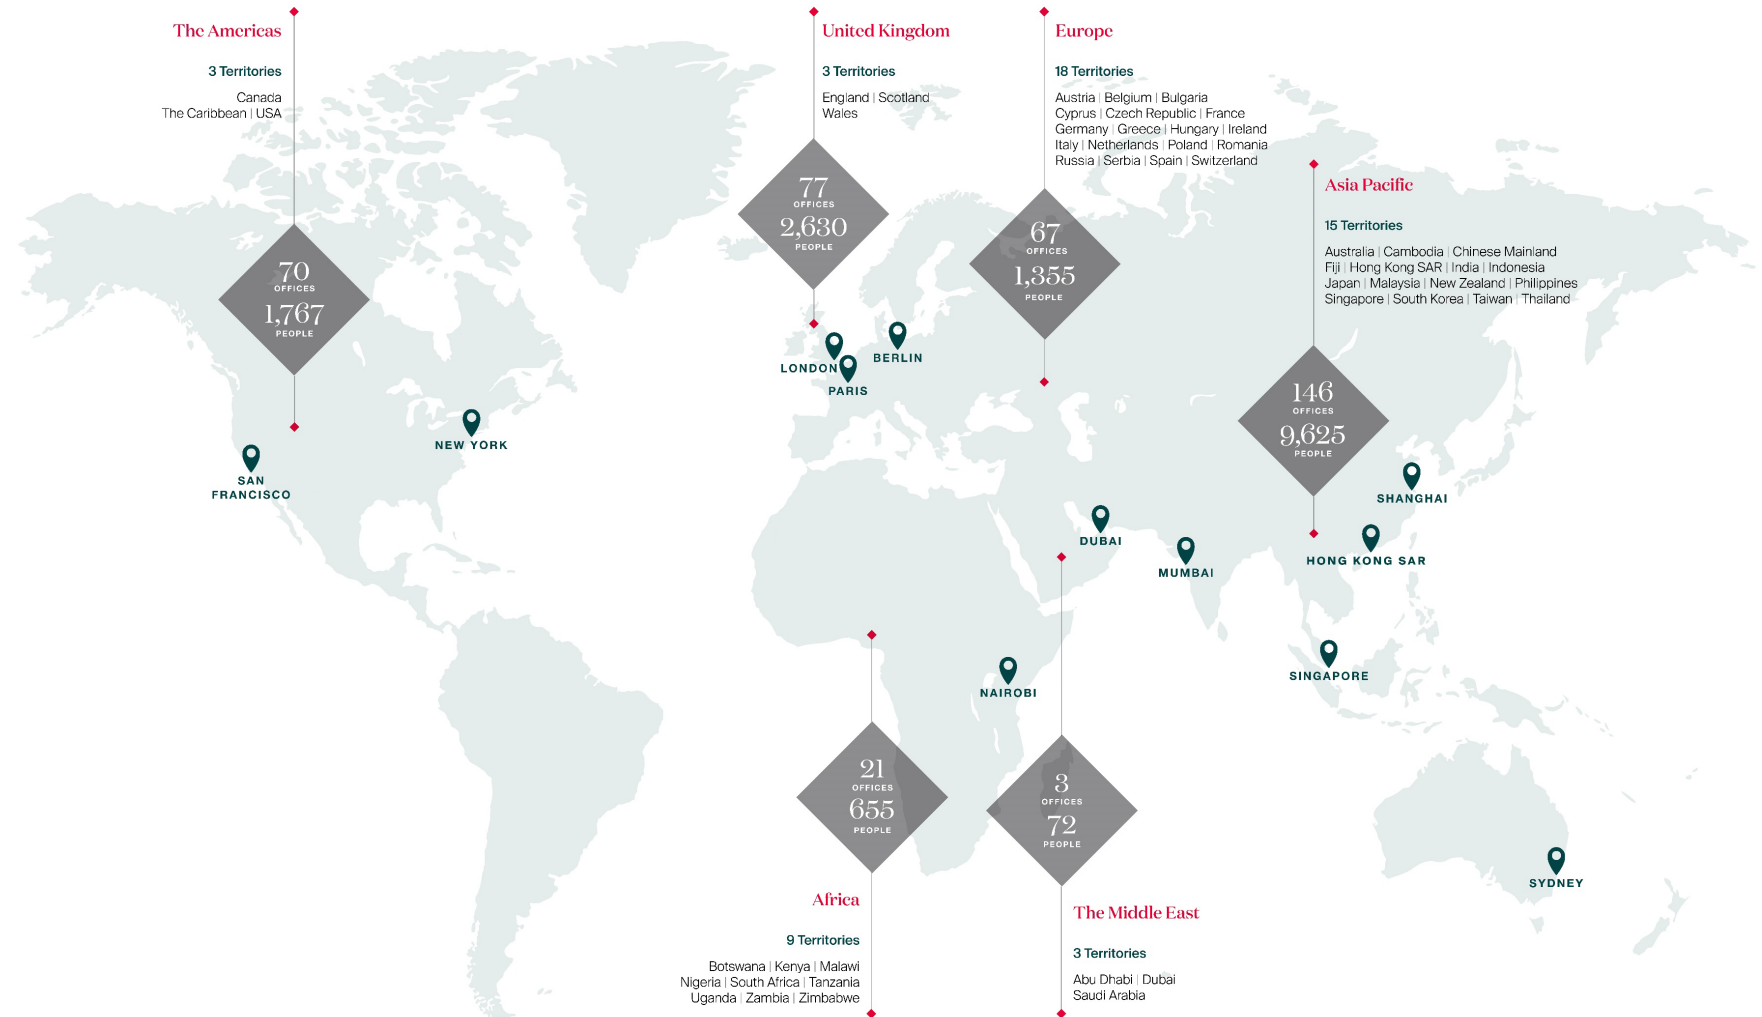 The Americas
3 Territories
Canada
The Caribbean | USA
70
OFFICES
1,767
PEOPLE
United Kingdom
3 Territories
England | Scotland
Wales
77
OFFICES
2,630
PEOPLE
Europe
18 Territories
Austria | Belgium | Bulgaria
Cyprus | Czech Republic | France
Germany | Greece | Hungary | Ireland
Italy | Netherlands | Poland | Romania
Russia | Serbia | Spain | Switzerland
67
OFFICES
1,355
PEOPLE
Asia Pacific
15 Territories
Australia | Cambodia | Chinese Mainland
Fiji | Hong Kong SAR | India | Indonesia
Japan | Malaysia | New Zealand | Philippines
Singapore | South Korea | Taiwan | Thailand
146
OFFICES
9,625
PEOPLE
LONDON
PARIS
BERLIN
NEW YORK
SAN
FRANCISCO
DUBAI
MUMBAI
SHANGHAI
HONG KONG SAR
SINGAPORE
NAIROBI
SYDNEY
21
OFFICES
655
PEOPLE
Africa
9 Territories
Botswana | Kenya | Malawi
Nigeria | South Africa | Tanzania
Uganda | Zambia | Zimbabwe
3
OFFICES
72
PEOPLE
The Middle East
3 Territories
Abu Dhabi | Dubai
Saudi Arabia